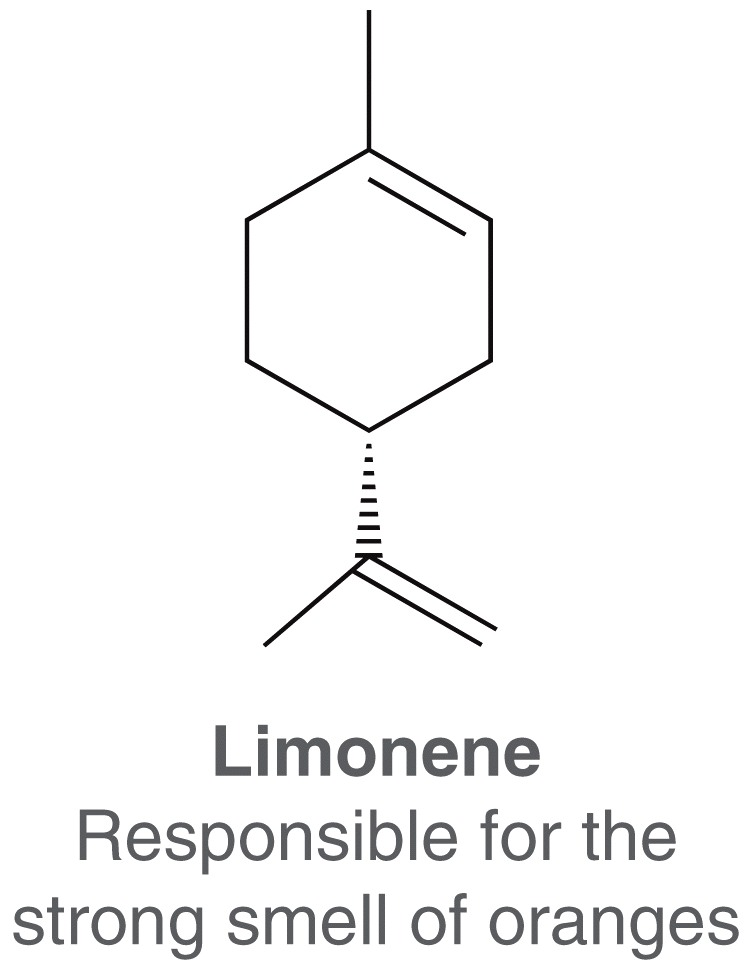 Limonene
Responsible for the
strong smell of oranges